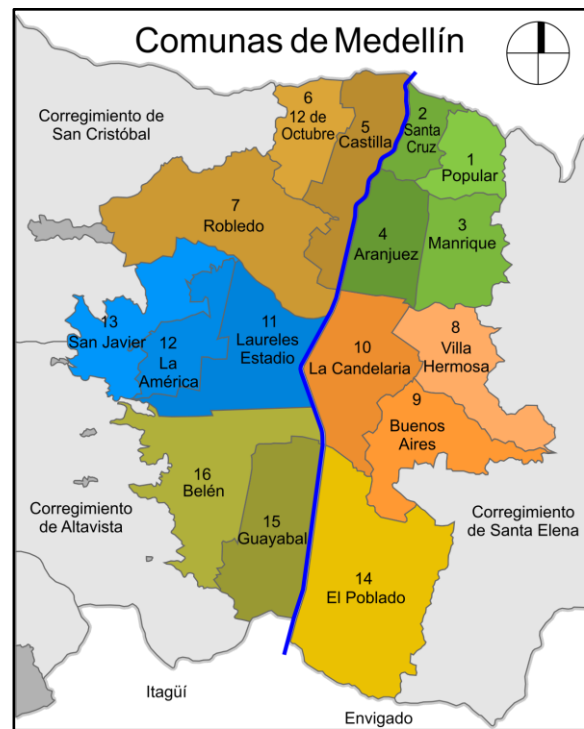 Comunas de Medellín
Corregimiento de
San Cristóbal
6
12 de
Octubre
5
Castilla
2
Santa
Cruz
1
Popular
7
Robledo
4
Aranjuez
3
Manrique
13
San Javier
12
La
América
11
Laureles
Estadio
10
La Candelaria
8
Villa
Hermosa
9
Buenos
Aires
16
Belén
15
Guayabal
Corregimiento
de Altavista
Corregimiento
de Santa Elena
14
El Poblado
Itagüí
Envigado